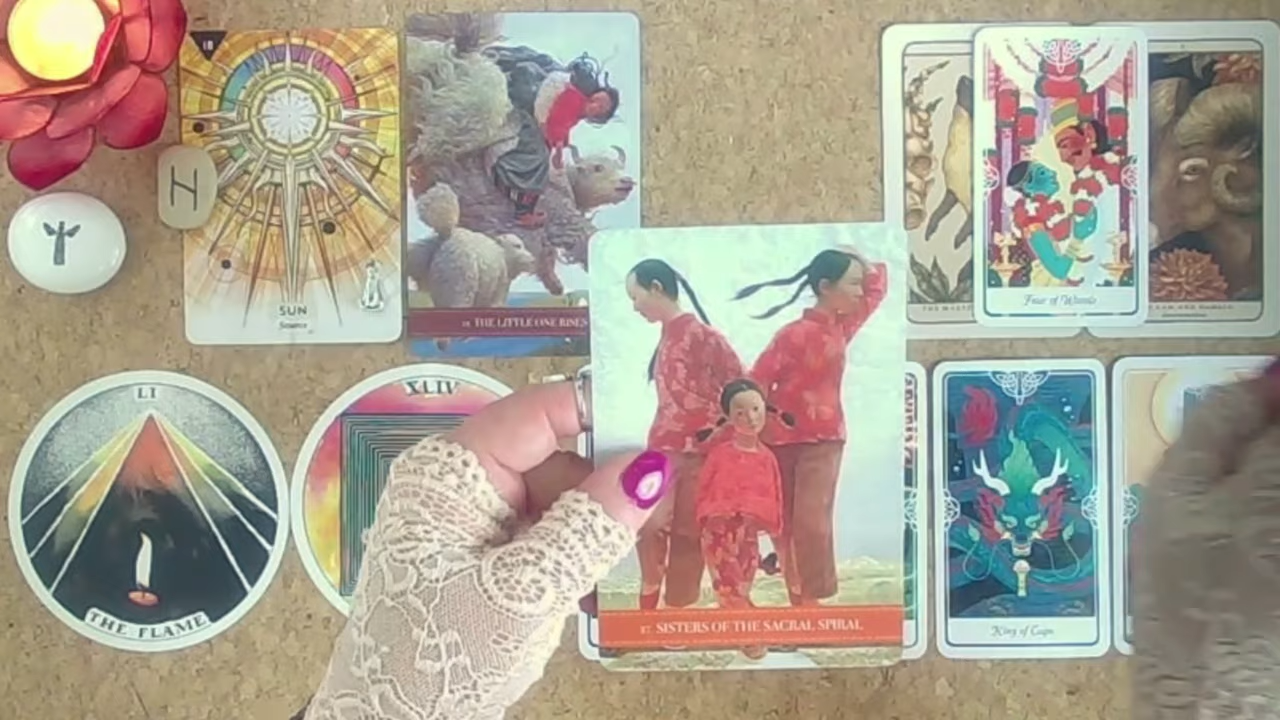 SUN
Source
THE LITTLE ONE RISES
Four of Wands
LI
THE FLAME
XLIV
27. SISTERS OF THE SACRAL SPIRAL
King of Cups